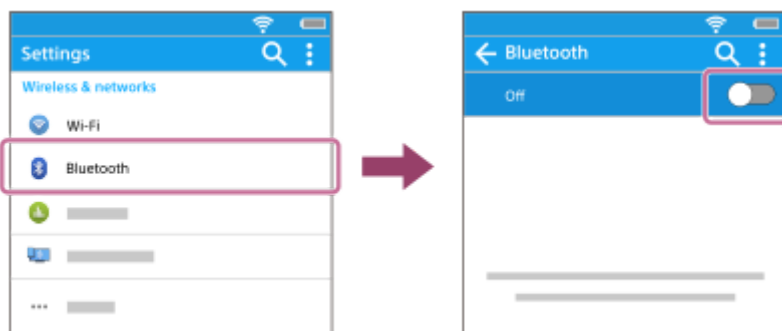 Settings
Wireless & networks
Wi-Fi
Bluetooth
Bluetooth
Off